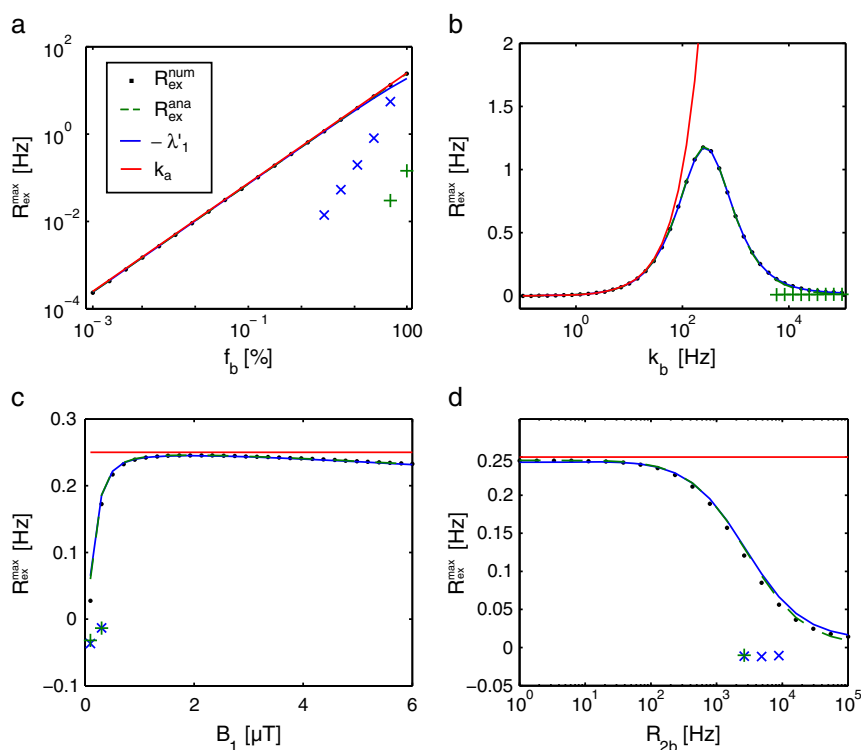 a
R_ex^max [Hz]
10^2
10^0
10^−2
10^−4
R_ex^num
R_ex^ana
− λ'_1
k_a
10^−3
10^−1
100
f_b [%]
b
R_ex^max [Hz]
2
1.5
1
0.5
0
10^0
10^2
10^4
k_b [Hz]
c
R_ex^max [Hz]
0.3
0.2
0.1
0
−0.1
0
2
4
6
B_1 [µT]
d
R_ex^max [Hz]
0.25
0.2
0.15
0.1
0.05
0
−0.05
10^0
10^1
10^2
10^3
10^4
10^5
R_2b [Hz]